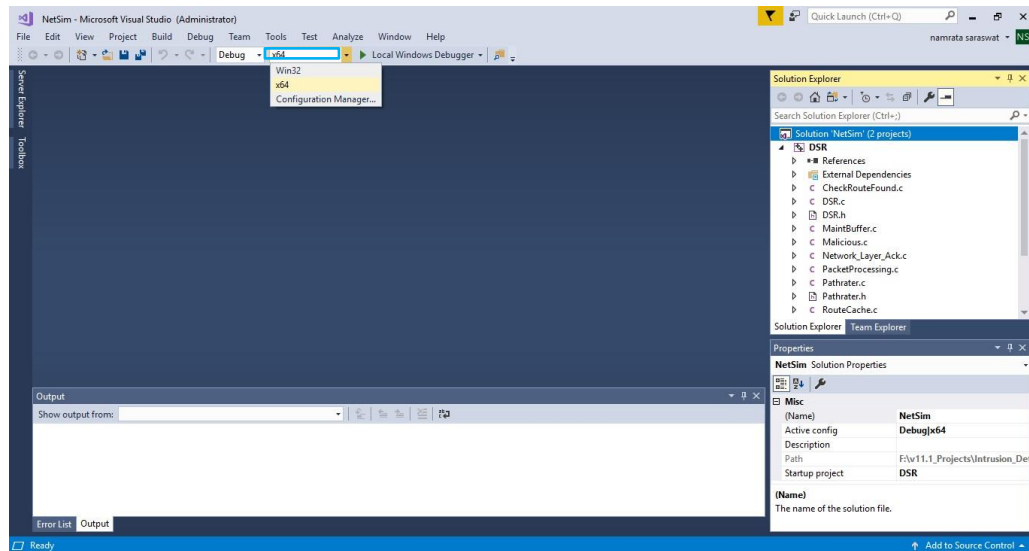 NetSim - Microsoft Visual Studio (Administrator)
Quick Launch (Ctrl+Q)
File Edit View Project Build Debug Team Tools Test Analyze Window Help
namrata saraswat
NS
Debug x64 Local Windows Debugger
Win32
x64
Configuration Manager...
Server Explorer
Toolbox
Solution Explorer
Search Solution Explorer (Ctrl+;)
Solution 'NetSim' (2 projects)
DSR
References
External Dependencies
CheckRouteFound.c
DSR.c
DSR.h
MaintBuffer.c
Malicious.c
Network_Layer_Ack.c
PacketProcessing.c
Pathrater.c
Pathrater.h
RouteCache.c
Solution Explorer Team Explorer
Properties
NetSim Solution Properties
Misc
(Name) NetSim
Active config Debug|x64
Description
Path F:\v11.1_Projects\Intrusion_De
Startup project DSR
(Name)
The name of the solution file.
Output
Show output from:
Error List Output
Ready
Add to Source Control